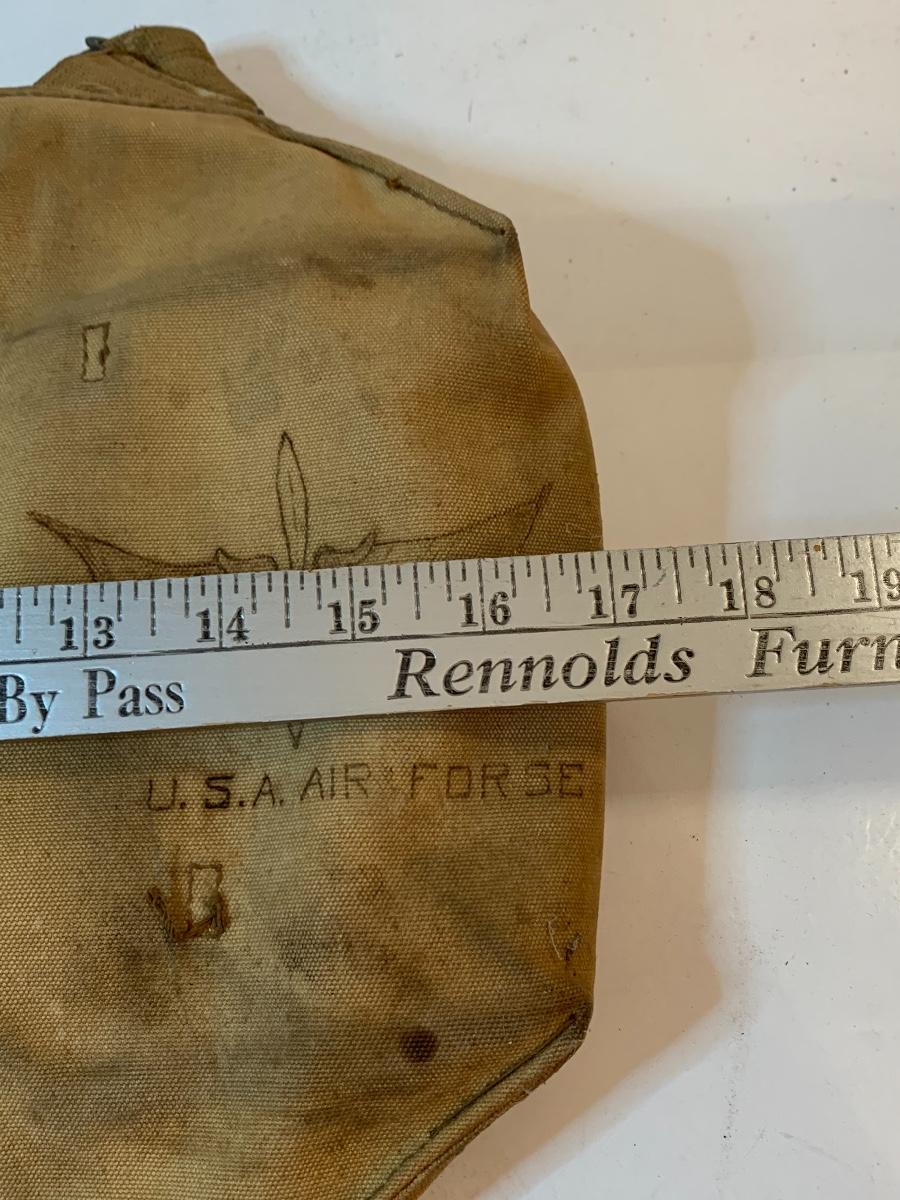 13 14 15 16 17 18 19
By Pass Rennolds Furn
U.S.A. AIR FORSE